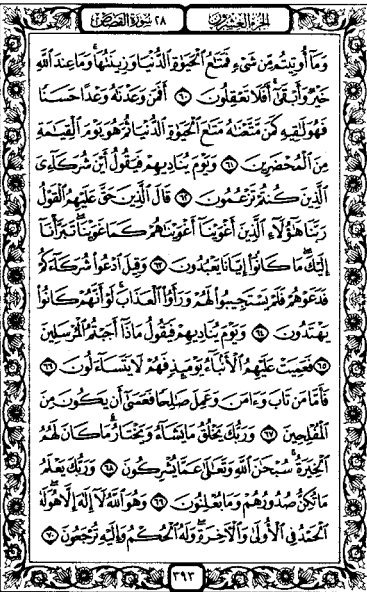 الجزء العشرون ٢٨ سورة القصص
وَمَآ أُوتِيتُم مِّن شَىْءٍ فَمَتَـٰعُ ٱلْحَيَوٰةِ ٱلدُّنْيَا وَزِينَتُهَا ۚ وَمَا عِندَ ٱللَّهِ
خَيْرٌ وَأَبْقَىٰٓ ۚ أَفَلَا تَعْقِلُونَ ٦٠ أَفَمَن وَعَدْنَـٰهُ وَعْدًا حَسَنًا
فَهُوَ لَـٰقِيهِ كَمَن مَّتَّعْنَـٰهُ مَتَـٰعَ ٱلْحَيَوٰةِ ٱلدُّنْيَا ثُمَّ هُوَ يَوْمَ ٱلْقِيَـٰمَةِ
مِنَ ٱلْمُحْضَرِينَ ٦١ وَيَوْمَ يُنَادِيهِمْ فَيَقُولُ أَيْنَ شُرَكَآءِىَ
ٱلَّذِينَ كُنتُمْ تَزْعُمُونَ ٦٢ قَالَ ٱلَّذِينَ حَقَّ عَلَيْهِمُ ٱلْقَوْلُ
رَبَّنَا هَـٰٓؤُلَآءِ ٱلَّذِينَ أَغْوَيْنَآ أَغْوَيْنَـٰهُمْ كَمَا غَوَيْنَا ۖ تَبَرَّأْنَآ
إِلَيْكَ ۖ مَا كَانُوٓا۟ إِيَّانَا يَعْبُدُونَ ٦٣ وَقِيلَ ٱدْعُوا۟ شُرَكَآءَكُمْ
فَدَعَوْهُمْ فَلَمْ يَسْتَجِيبُوا۟ لَهُمْ وَرَأَوُا۟ ٱلْعَذَابَ ۚ لَوْ أَنَّهُمْ كَانُوا۟
يَهْتَدُونَ ٦٤ وَيَوْمَ يُنَادِيهِمْ فَيَقُولُ مَاذَآ أَجَبْتُمُ ٱلْمُرْسَلِينَ
٦٥ فَعَمِيَتْ عَلَيْهِمُ ٱلْأَنۢبَآءُ يَوْمَئِذٍ فَهُمْ لَا يَتَسَآءَلُونَ ٦٦
فَأَمَّا مَن تَابَ وَءَامَنَ وَعَمِلَ صَـٰلِحًا فَعَسَىٰٓ أَن يَكُونَ مِنَ
ٱلْمُفْلِحِينَ ٦٧ وَرَبُّكَ يَخْلُقُ مَا يَشَآءُ وَيَخْتَارُ ۗ مَا كَانَ لَهُمُ
ٱلْخِيَرَةُ ۚ سُبْحَـٰنَ ٱللَّهِ وَتَعَـٰلَىٰ عَمَّا يُشْرِكُونَ ٦٨ وَرَبُّكَ يَعْلَمُ
مَا تُكِنُّ صُدُورُهُمْ وَمَا يُعْلِنُونَ ٦٩ وَهُوَ ٱللَّهُ لَآ إِلَـٰهَ إِلَّا هُوَ ۖ لَهُ
ٱلْحَمْدُ فِى ٱلْأُولَىٰ وَٱلْـَٔاخِرَةِ ۖ وَلَهُ ٱلْحُكْمُ وَإِلَيْهِ تُرْجَعُونَ ٧٠
٣٩٣